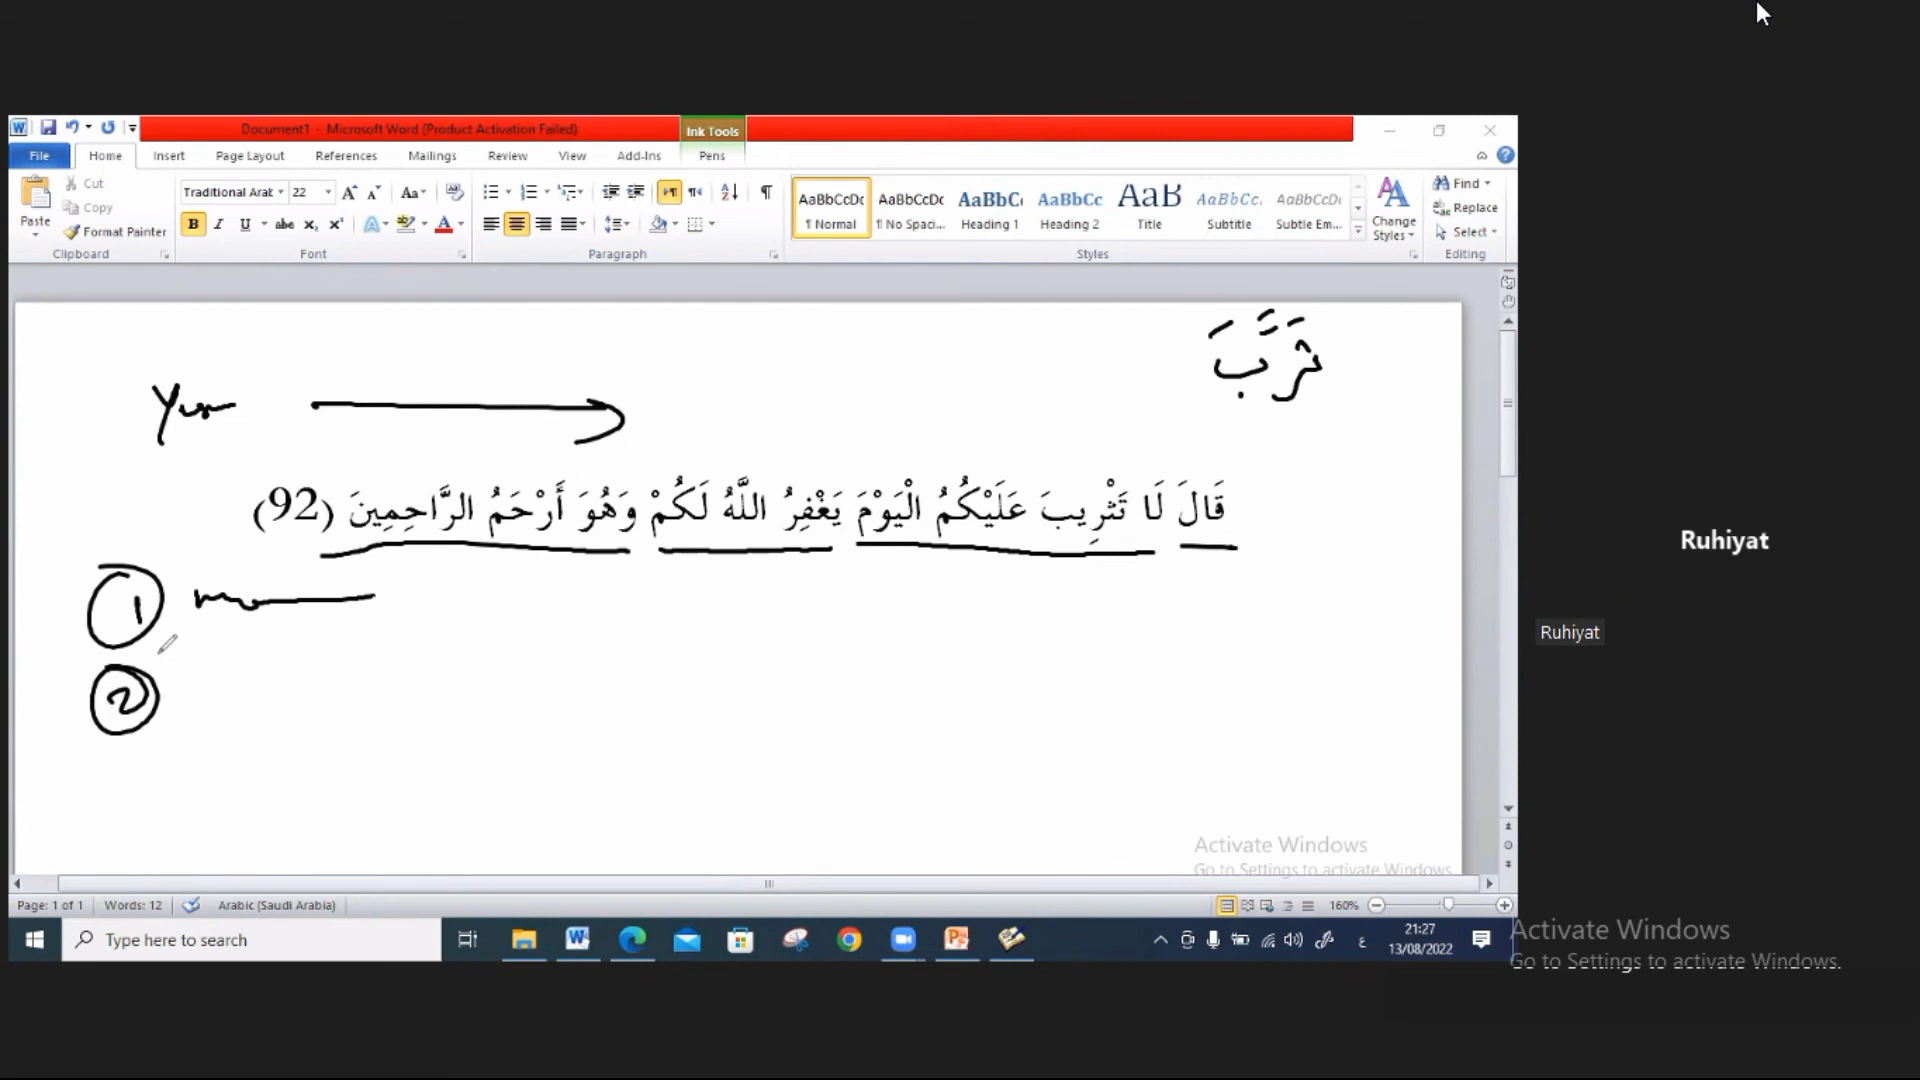 Document1 - Microsoft Word (Product Activation Failed)
Ink Tools
File Home Insert Page Layout References Mailings Review View Add-Ins Pens
Paste
Cut
Copy
Format Painter
Clipboard
Traditional Arab 22
Font
Paragraph
AaBbCcDc AaBbCcDc AaBbC AaBbCc AaB AaBbCc. AaBbCcDc
¶ Normal ¶ No Spaci... Heading 1 Heading 2 Title Subtitle Subtle Em...
Change Styles
Styles
Find
Replace
Select
Editing
ثَرَّبَ
قَالَ لَا تَثْرِيبَ عَلَيْكُمُ الْيَوْمَ يَغْفِرُ اللَّهُ لَكُمْ وَهُوَ أَرْحَمُ الرَّاحِمِينَ (92)
1
2
Ruhiyat
Ruhiyat
Activate Windows
Go to Settings to activate Windows.
Page: 1 of 1 Words: 12 Arabic (Saudi Arabia) 160%
Type here to search
ع
21:27
13/08/2022
Activate Windows
Go to Settings to activate Windows.